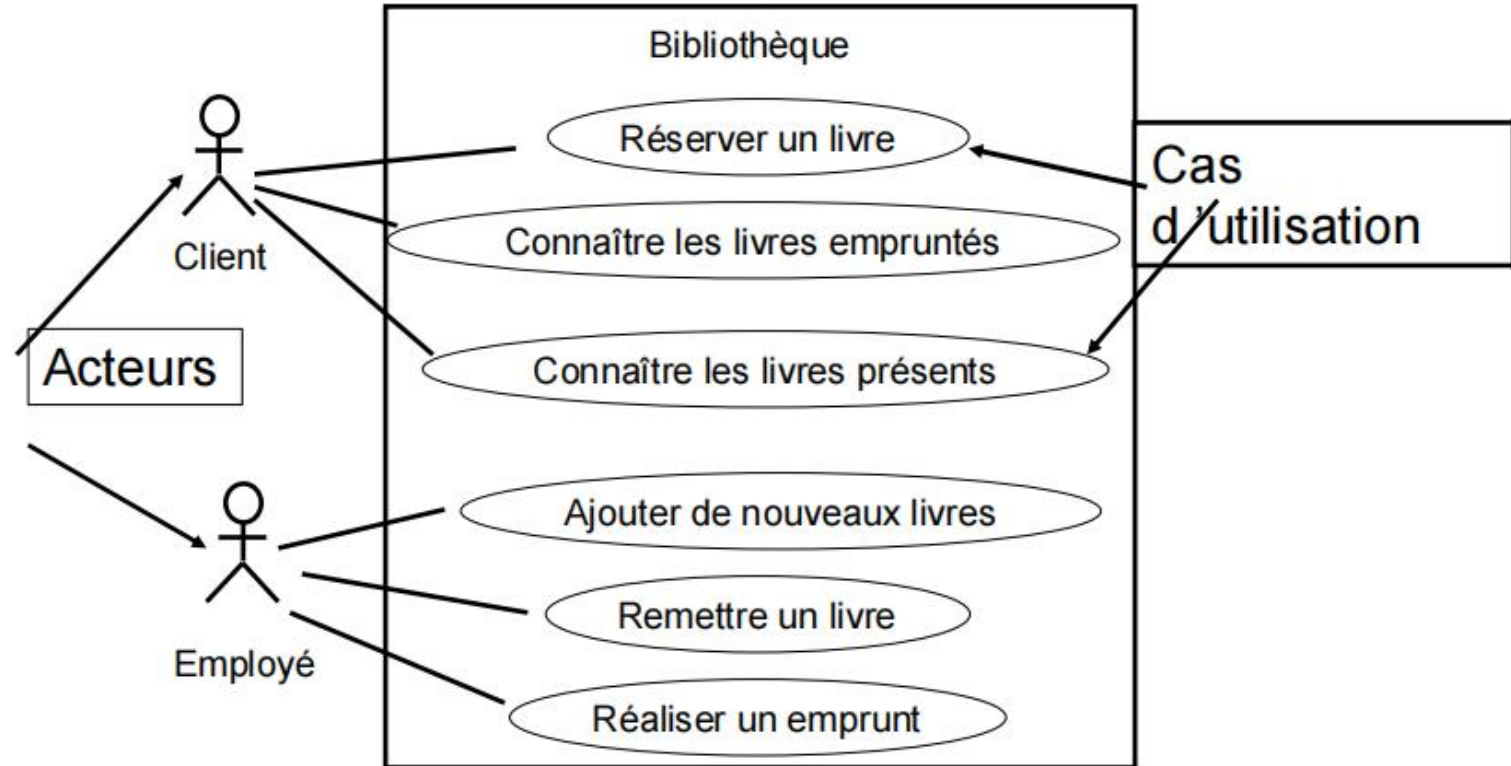 Bibliothèque
Réserver un livre
Cas
d'utilisation
Connaître les livres empruntés
Client
Connaître les livres présents
Acteurs
Ajouter de nouveaux livres
Remettre un livre
Employé
Réaliser un emprunt